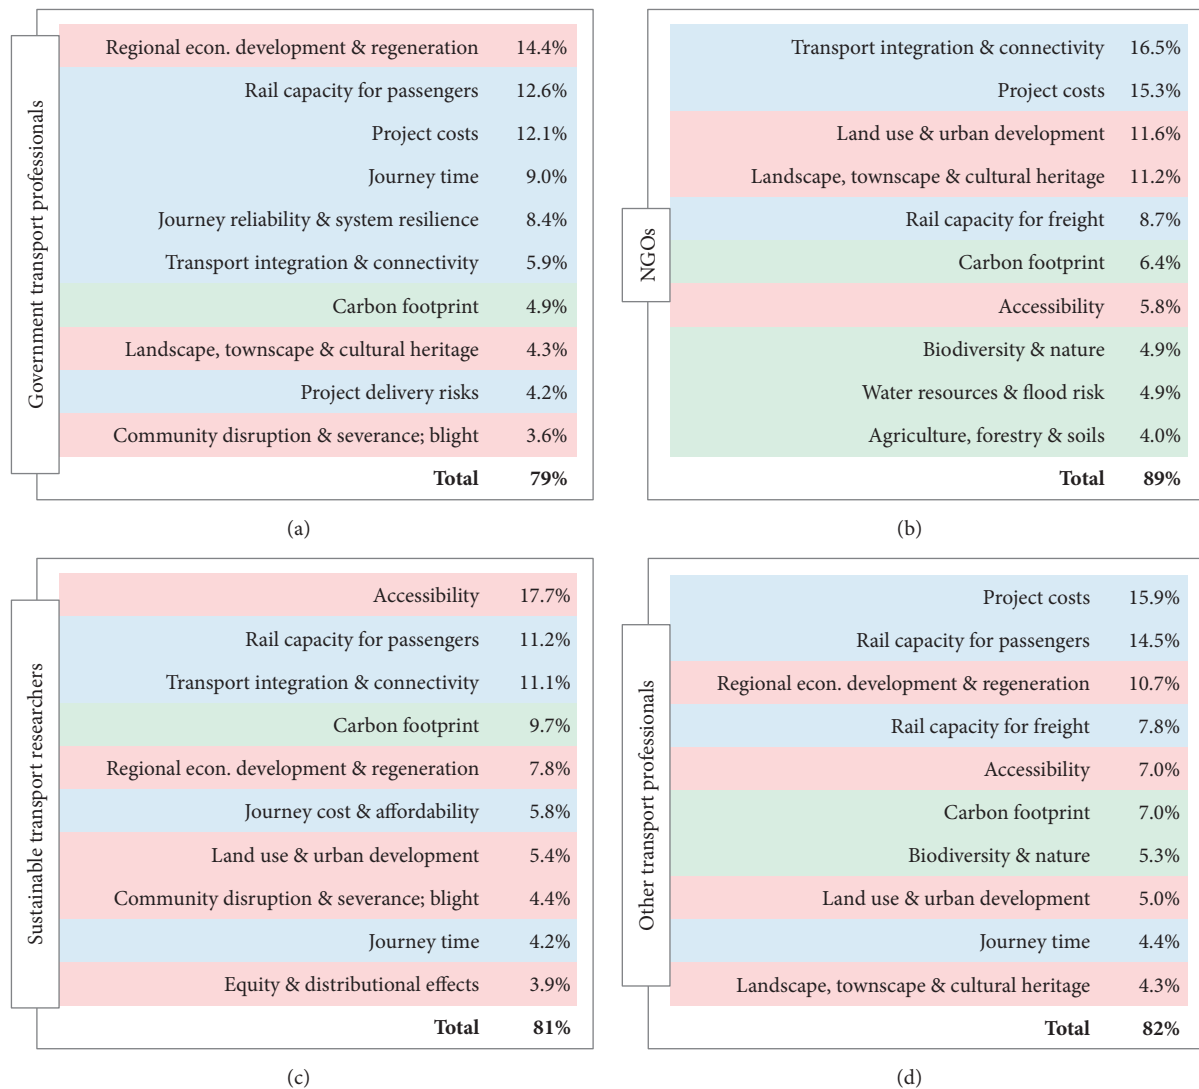 Government transport professionals
Regional econ. development & regeneration 14.4%
Rail capacity for passengers 12.6%
Project costs 12.1%
Journey time 9.0%
Journey reliability & system resilience 8.4%
Transport integration & connectivity 5.9%
Carbon footprint 4.9%
Landscape, townscape & cultural heritage 4.3%
Project delivery risks 4.2%
Community disruption & severance; blight 3.6%
Total 79%
(a)
NGOs
Transport integration & connectivity 16.5%
Project costs 15.3%
Land use & urban development 11.6%
Landscape, townscape & cultural heritage 11.2%
Rail capacity for freight 8.7%
Carbon footprint 6.4%
Accessibility 5.8%
Biodiversity & nature 4.9%
Water resources & flood risk 4.9%
Agriculture, forestry & soils 4.0%
Total 89%
(b)
Sustainable transport researchers
Accessibility 17.7%
Rail capacity for passengers 11.2%
Transport integration & connectivity 11.1%
Carbon footprint 9.7%
Regional econ. development & regeneration 7.8%
Journey cost & affordability 5.8%
Land use & urban development 5.4%
Community disruption & severance; blight 4.4%
Journey time 4.2%
Equity & distributional effects 3.9%
Total 81%
(c)
Other transport professionals
Project costs 15.9%
Rail capacity for passengers 14.5%
Regional econ. development & regeneration 10.7%
Rail capacity for freight 7.8%
Accessibility 7.0%
Carbon footprint 7.0%
Biodiversity & nature 5.3%
Land use & urban development 5.0%
Journey time 4.4%
Landscape, townscape & cultural heritage 4.3%
Total 82%
(d)